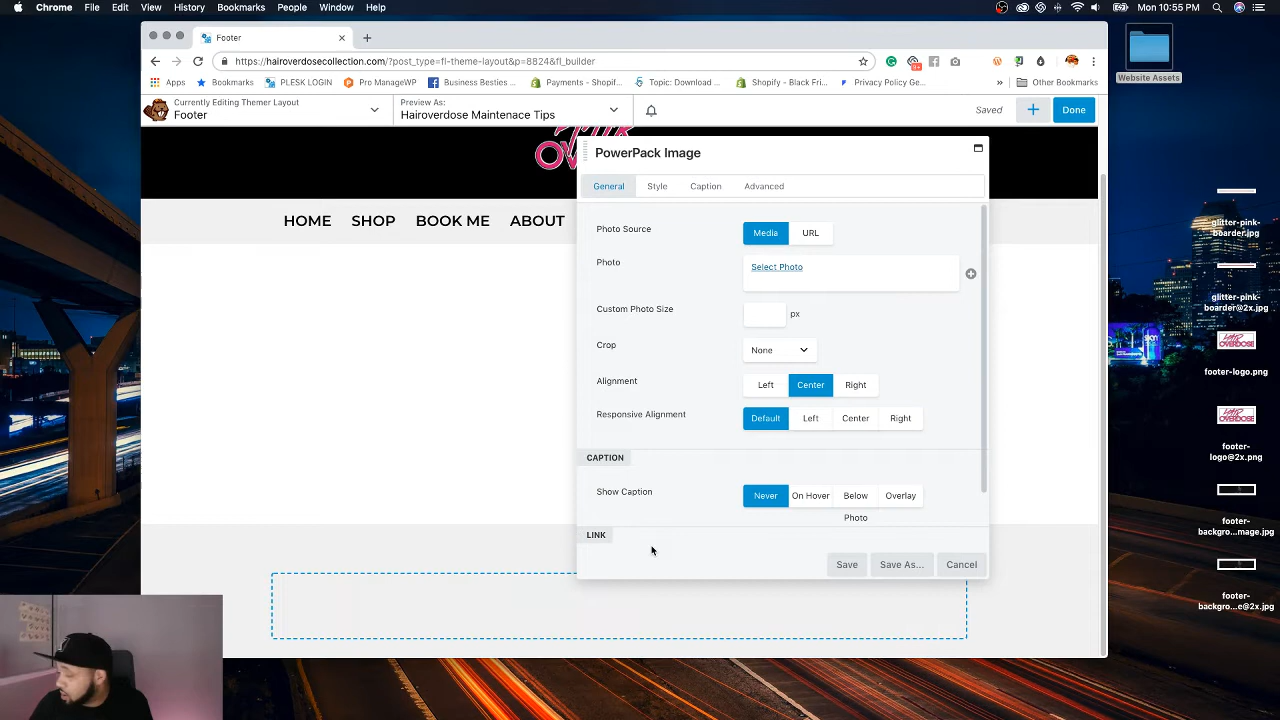 Chrome File Edit View History Bookmarks People Window Help
Mon 10:55 PM
Footer
https://hairoverdosecollection.com/?post_type=fl-theme-layout&p=8824&fl_builder
Apps Bookmarks PLESK LOGIN Pro ManageWP Business Besties ... Payments - Shopif... Topic: Download ... Shopify - Black Fri... Privacy Policy Ge... » Other Bookmarks
Currently Editing Themer Layout
Footer
Preview As:
Hairoverdose Maintenace Tips
Saved
Done
HOME SHOP BOOK ME ABOUT
PowerPack Image
General Style Caption Advanced
Photo Source
Media URL
Photo
Select Photo
Custom Photo Size
px
Crop
None
Alignment
Left Center Right
Responsive Alignment
Default Left Center Right
CAPTION
Show Caption
Never On Hover Below Photo Overlay
LINK
Save Save As... Cancel
Website Assets
glitter-pink-
boarder.jpg
glitter-pink-
boarder@2x.jpg
footer-logo.png
footer-
logo@2x.png
footer-
backgro...mage.jpg
footer-
backgro...e@2x.jpg